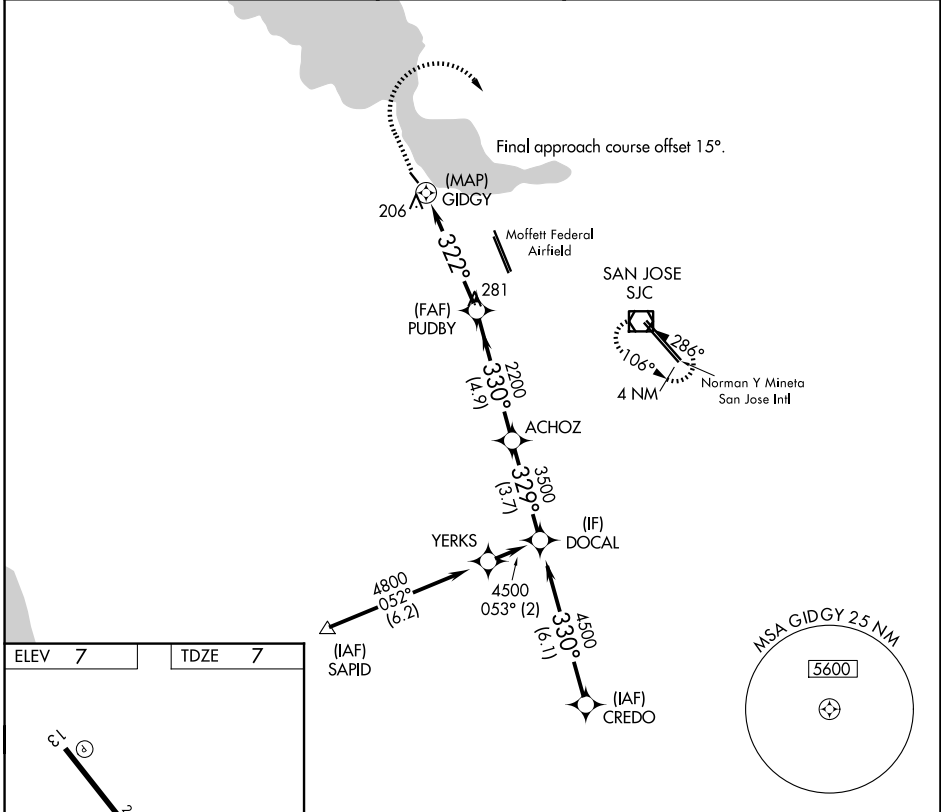 Final approach course offset 15°.
(MAP)
GIDGY
206
322°
Moffett Federal
Airfield
SAN JOSE
SJC
281
(FAF)
PUDBY
286°
106°
4 NM
Norman Y Mineta
San Jose Intl
2200
330°
(4.9)
ACHOZ
3500
329°
(3.7)
(IF)
DOCAL
YERKS
4800
052°
(6.2)
4500
053° (2)
4500
330°
(6.1)
(IAF)
SAPID
(IAF)
CREDO
MSA GIDGY 25 NM
5600
ELEV 7
TDZE 7
13
P